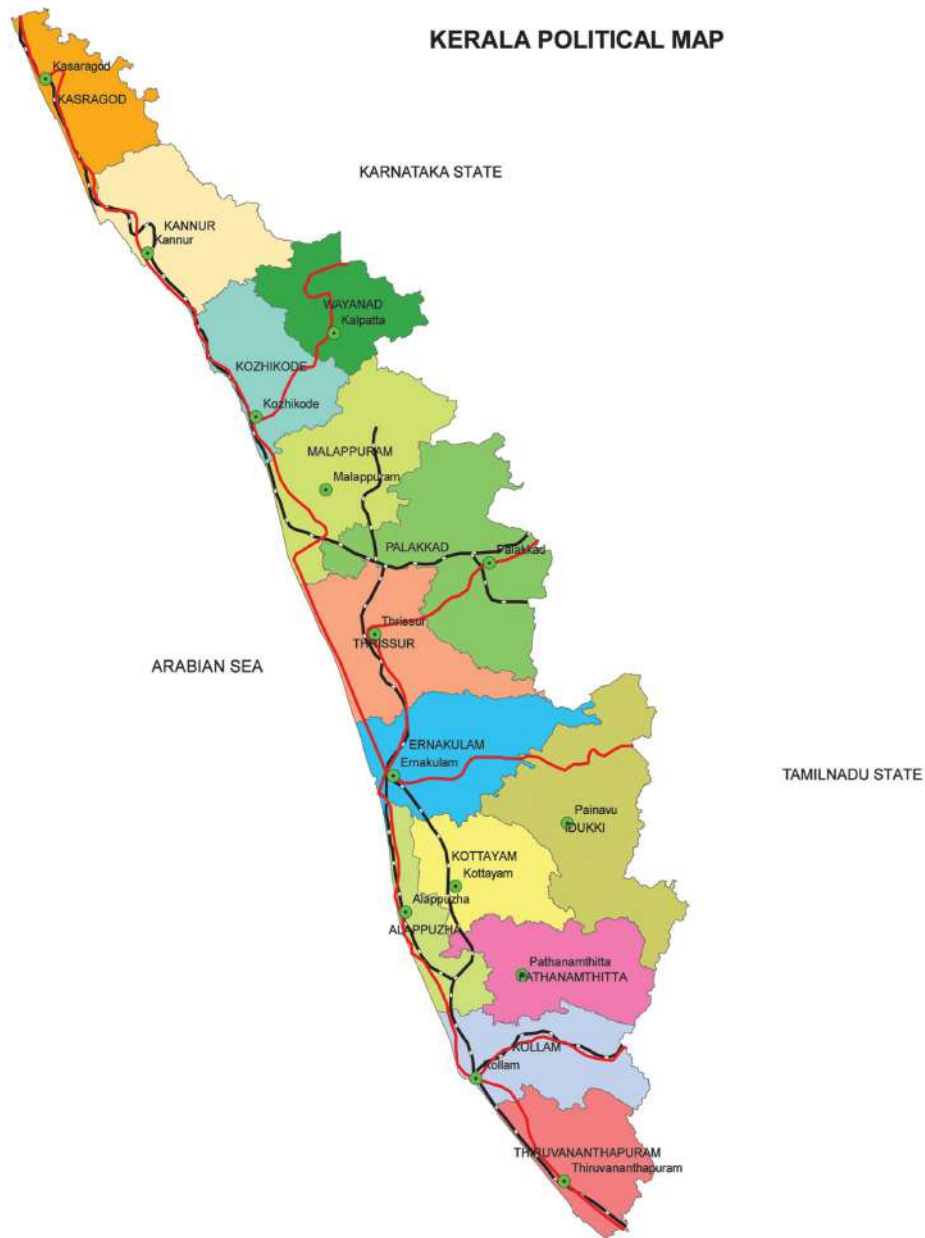 KERALA POLITICAL MAP
Kasaragod
KASRAGOD
KARNATAKA STATE
KANNUR
Kannur
WAYANAD
Kalpatta
KOZHIKODE
Kozhikode
MALAPPURAM
Malappuram
PALAKKAD
Palakkad
Thrissur
THRISSUR
ARABIAN SEA
ERNAKULAM
Ernakulam
TAMILNADU STATE
Painavu
IDUKKI
KOTTAYAM
Kottayam
Alappuzha
ALAPPUZHA
Pathanamthitta
PATHANAMTHITTA
KOLLAM
Kollam
THIRUVANANTHAPURAM
Thiruvananthapuram